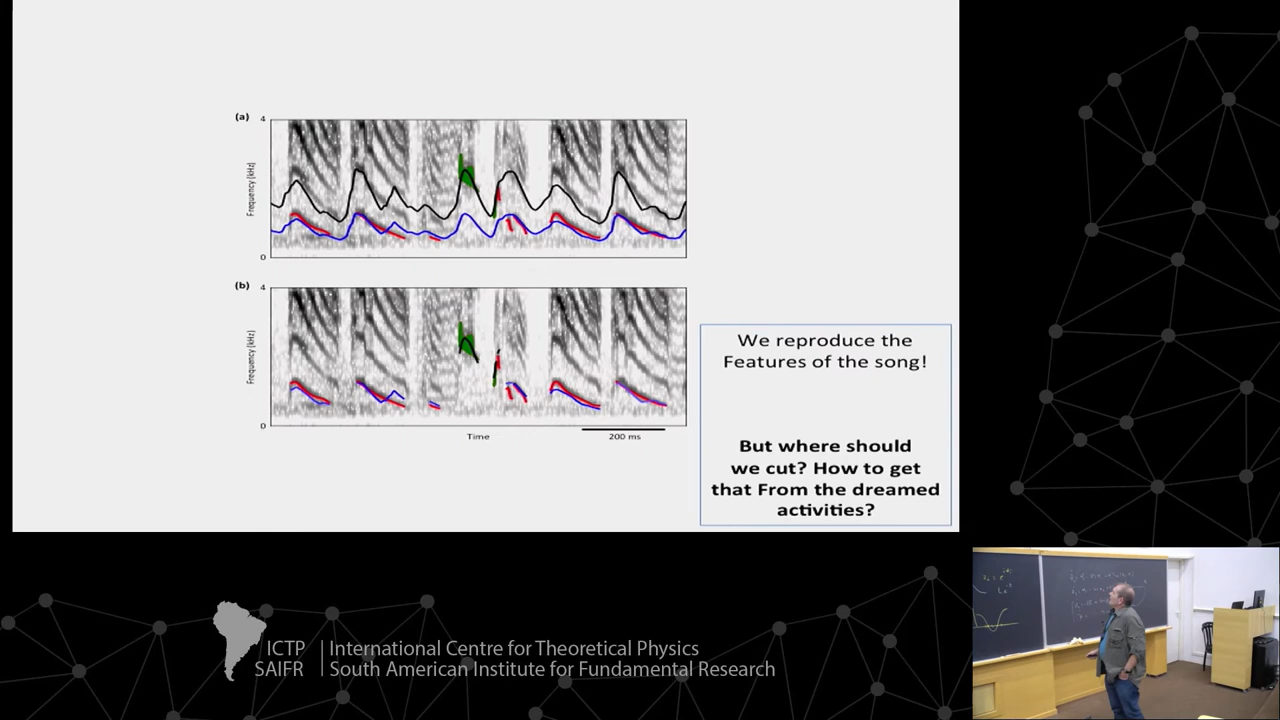 (a)
4
Frequency [kHz]
0
(b)
4
Frequency [kHz]
0
Time
200 ms
We reproduce the
Features of the song!
But where should
we cut? How to get
that From the dreamed
activities?
ICTP
SAIFR
International Centre for Theoretical Physics
South American Institute for Fundamental Research